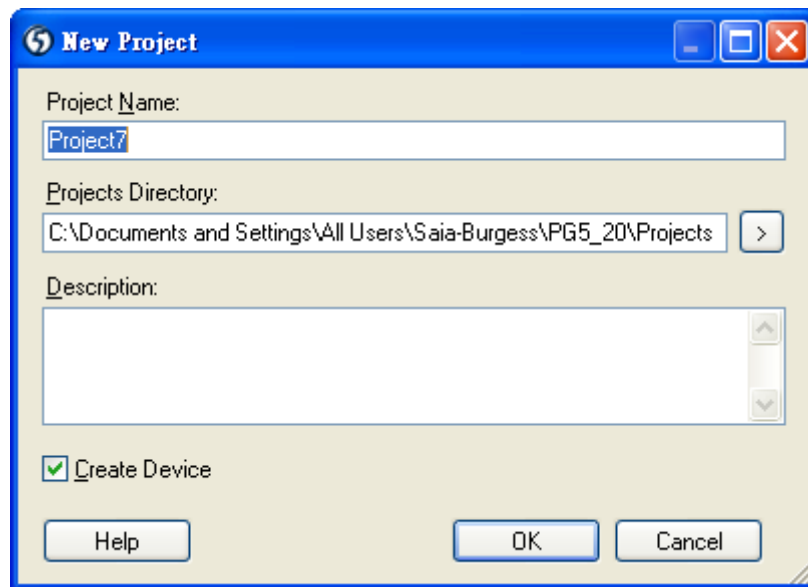 New Project
Project Name:
Project7
Projects Directory:
C:\Documents and Settings\All Users\Saia-Burgess\PG5_20\Projects
>
Description:
Create Device
Help OK Cancel